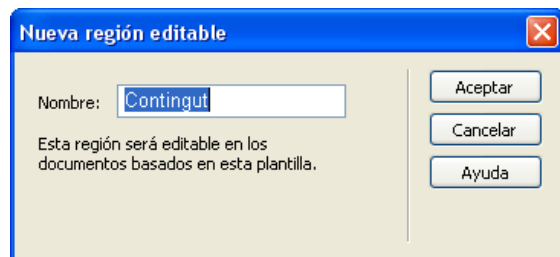 Nueva región editable
Nombre: Contingut
Esta región será editable en los
documentos basados en esta plantilla.
Aceptar
Cancelar
Ayuda